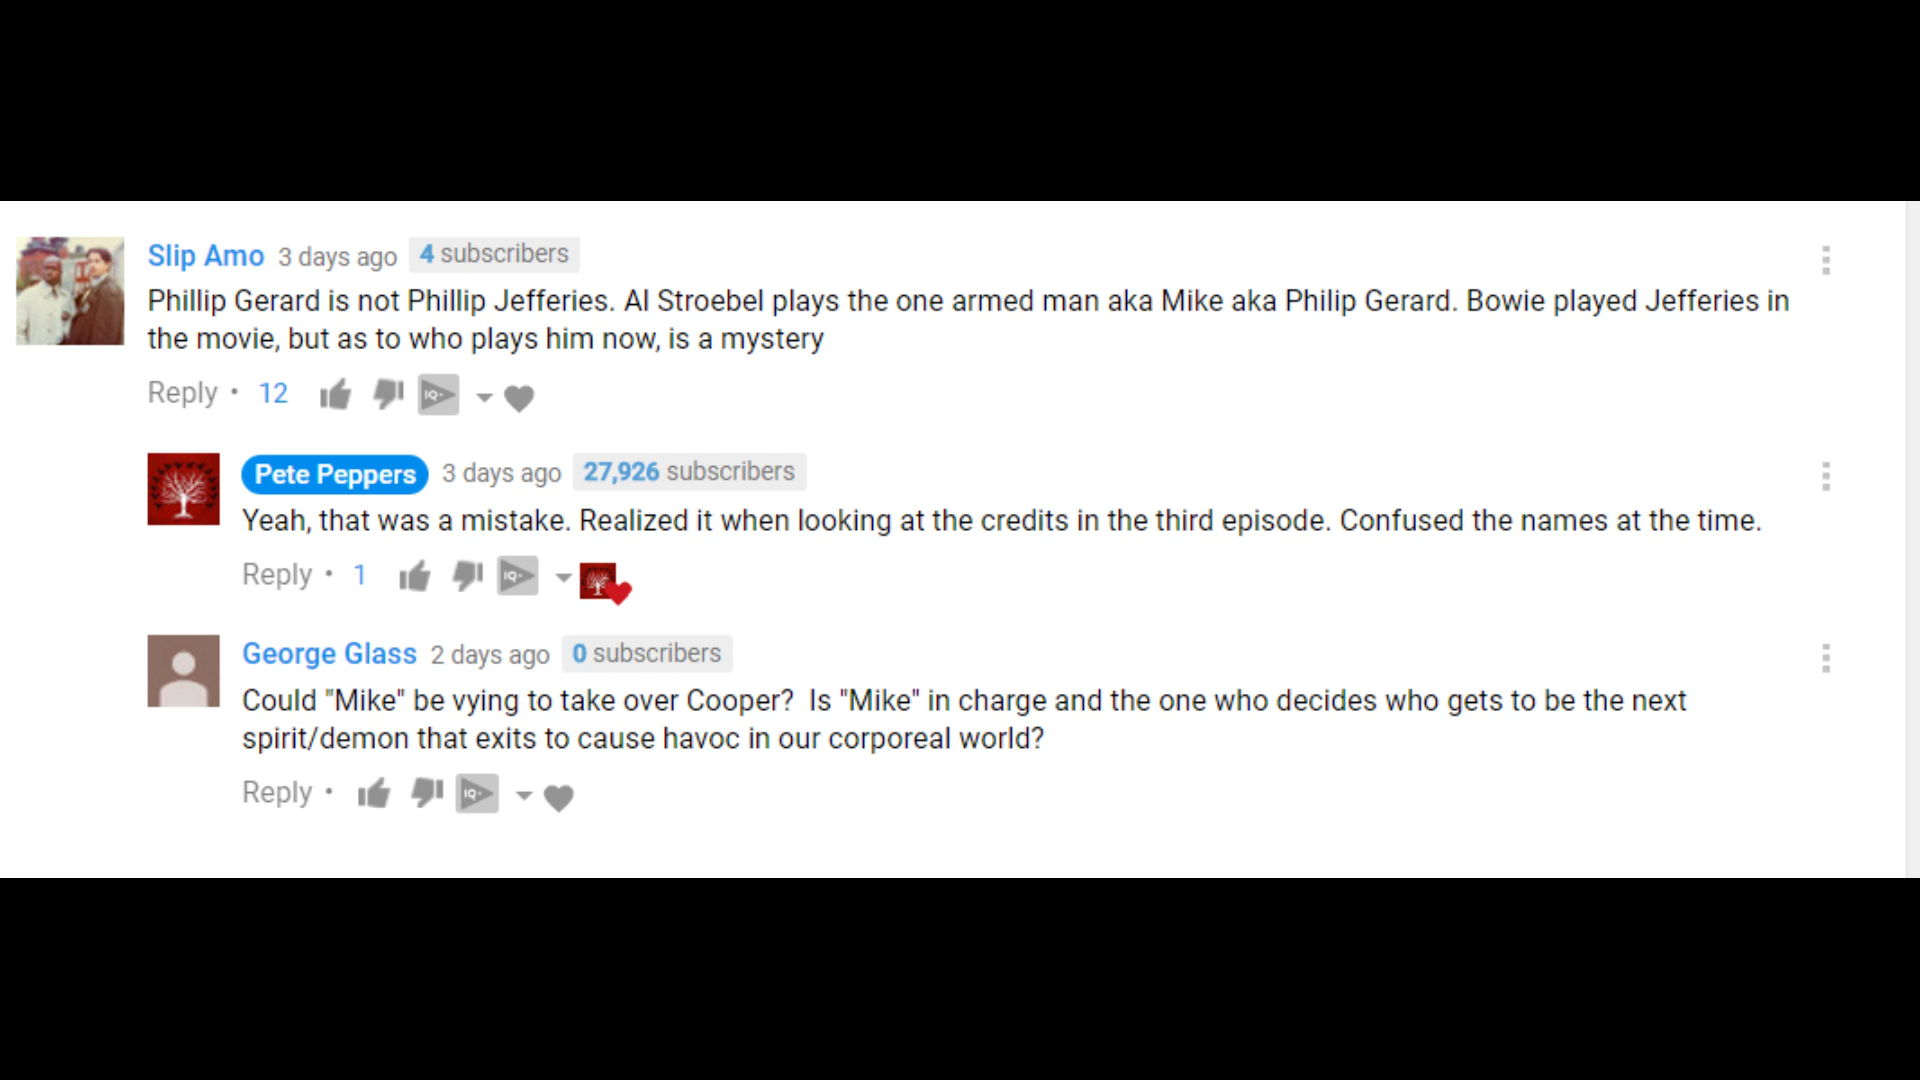 Slip Amo 3 days ago 4 subscribers
Phillip Gerard is not Phillip Jefferies. Al Stroebel plays the one armed man aka Mike aka Philip Gerard. Bowie played Jefferies in
the movie, but as to who plays him now, is a mystery
Reply • 12 IQ+
Pete Peppers 3 days ago 27,926 subscribers
Yeah, that was a mistake. Realized it when looking at the credits in the third episode. Confused the names at the time.
Reply • 1 IQ+
George Glass 2 days ago 0 subscribers
Could "Mike" be vying to take over Cooper?  Is "Mike" in charge and the one who decides who gets to be the next
spirit/demon that exits to cause havoc in our corporeal world?
Reply • IQ+